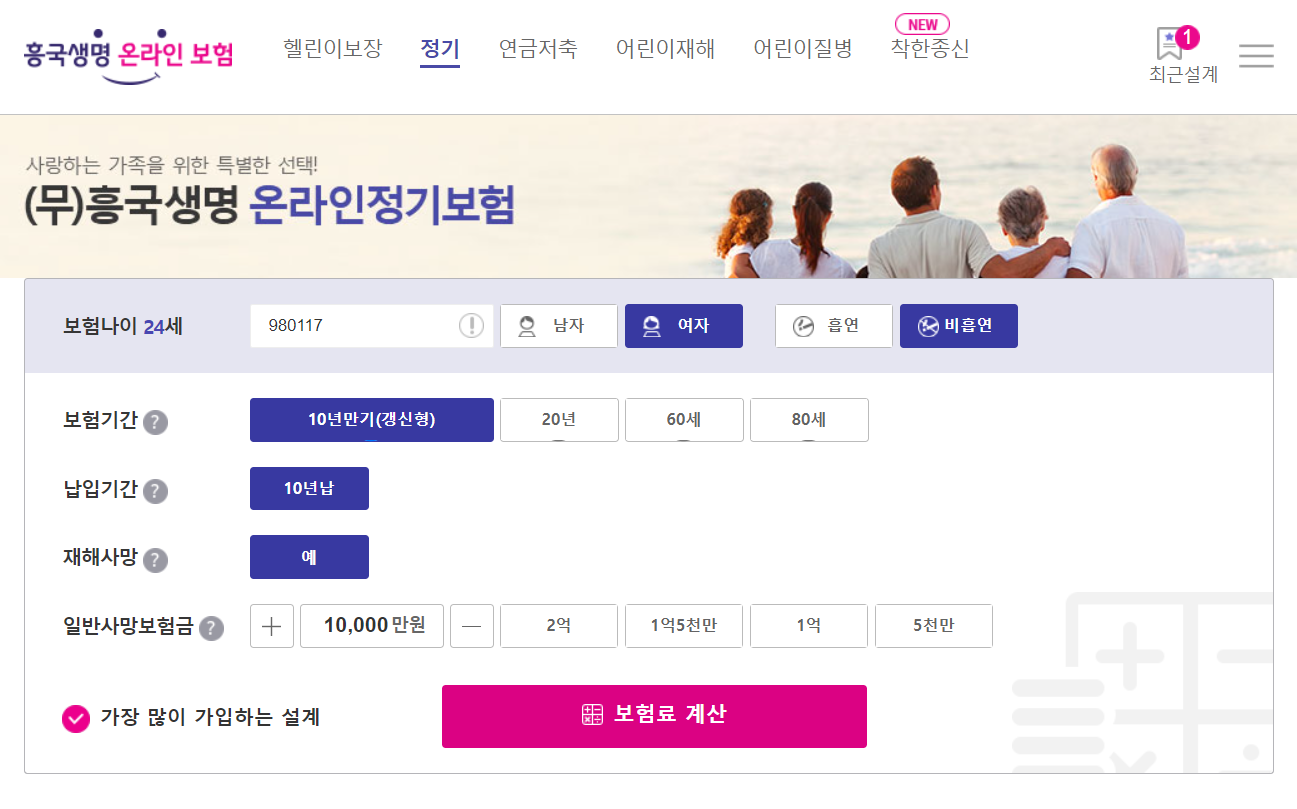 NEW
흥국생명 온라인 보험 헬린이보장 정기 연금저축 어린이재해 어린이질병 착한종신 1
최근설계
사랑하는 가족을 위한 특별한 선택!
(무)흥국생명 온라인정기보험
보험나이 24세 980117 남자 여자 흡연 비흡연
보험기간 ? 10년만기(갱신형) 20년 60세 80세
납입기간 ? 10년납
재해사망 ? 예
일반사망보험금 ? 10,000 만원 2억 1억5천만 1억 5천만
가장 많이 가입하는 설계 보험료 계산